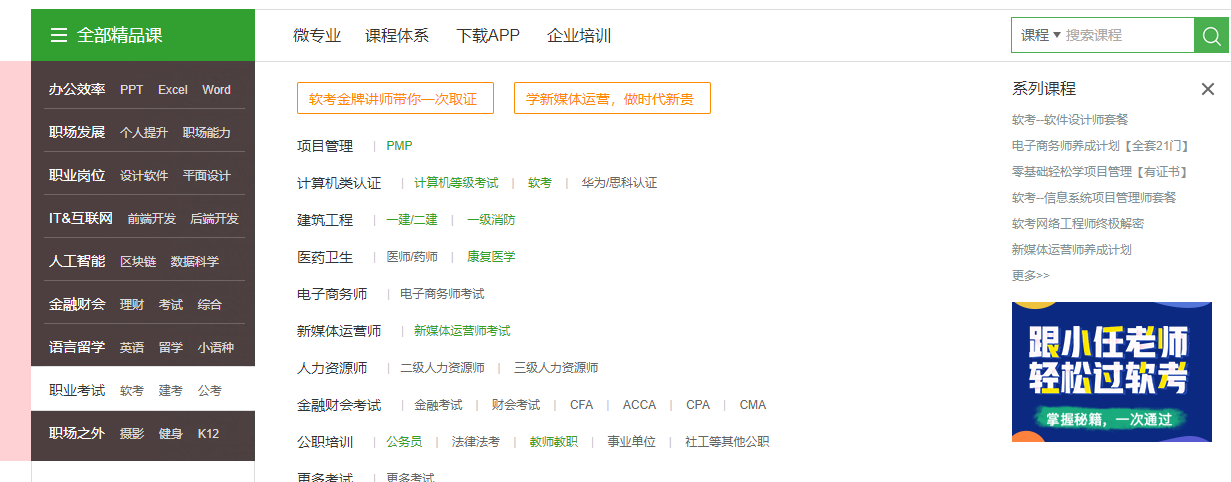 全部精品课 微专业 课程体系 下载APP 企业培训 课程 搜索课程
办公效率 PPT Excel Word
职场发展 个人提升 职场能力
职业岗位 设计软件 平面设计
IT&互联网 前端开发 后端开发
人工智能 区块链 数据科学
金融财会 理财 考试 综合
语言留学 英语 留学 小语种
职业考试 软考 建考 公考
职场之外 摄影 健身 K12
软考金牌讲师带你一次取证 学新媒体运营，做时代新贵
项目管理 | PMP
计算机类认证 | 计算机等级考试 | 软考 | 华为/思科认证
建筑工程 | 一建/二建 | 一级消防
医药卫生 | 医师/药师 | 康复医学
电子商务师 | 电子商务师考试
新媒体运营师 | 新媒体运营师考试
人力资源师 | 二级人力资源师 | 三级人力资源师
金融财会考试 | 金融考试 | 财会考试 | CFA | ACCA | CPA | CMA
公职培训 | 公务员 | 法律法考 | 教师教职 | 事业单位 | 社工等其他公职
更多考试 | 更多考试
系列课程
软考--软件设计师套餐
电子商务师养成计划【全套21门】
零基础轻松学项目管理【有证书】
软考--信息系统项目管理师套餐
软考网络工程师终极解密
新媒体运营师养成计划
更多>>
跟小任老师
轻松过软考
掌握秘籍，一次通过